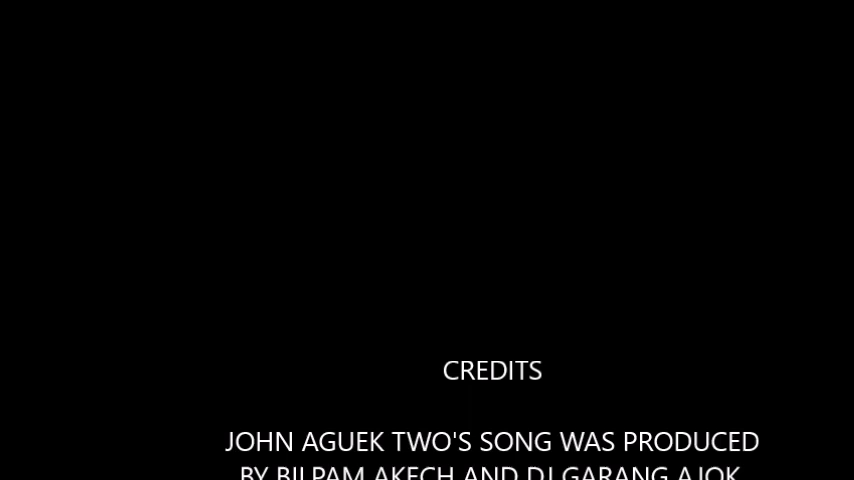 CREDITS
JOHN AGUEK TWO'S SONG WAS PRODUCED
BY BILPAM AKECH AND DJ GARANG AJOK